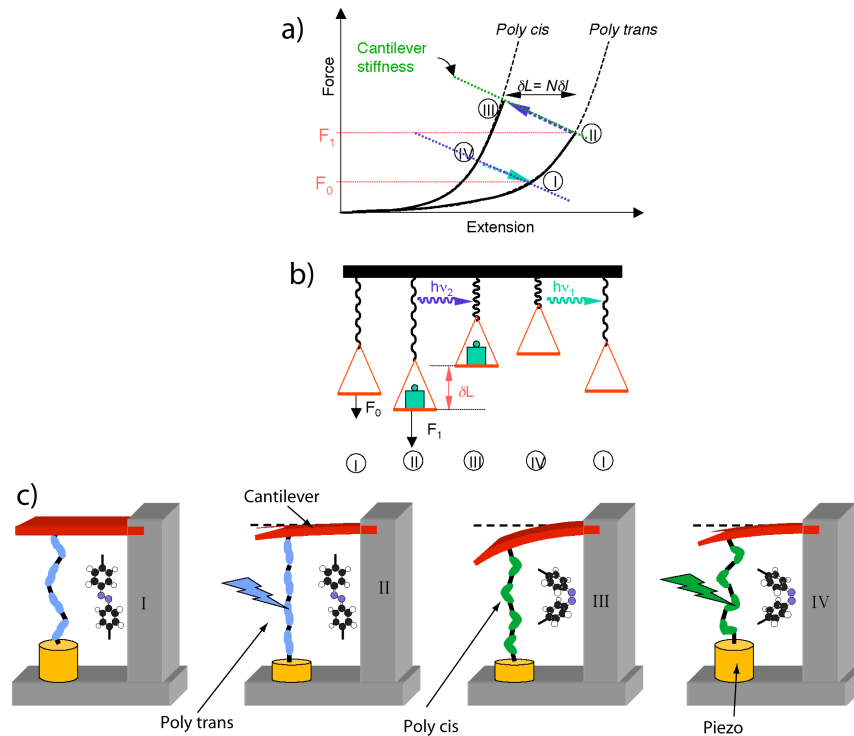 a)
Poly cis
Poly trans
Cantilever
stiffness
δL= Nδl
Force
III
II
F₁
IV
I
F₀
Extension
b)
hν₂
hν₁
δL
F₀
F₁
I
II
III
IV
I
c)
Cantilever
I
II
III
IV
Poly trans
Poly cis
Piezo